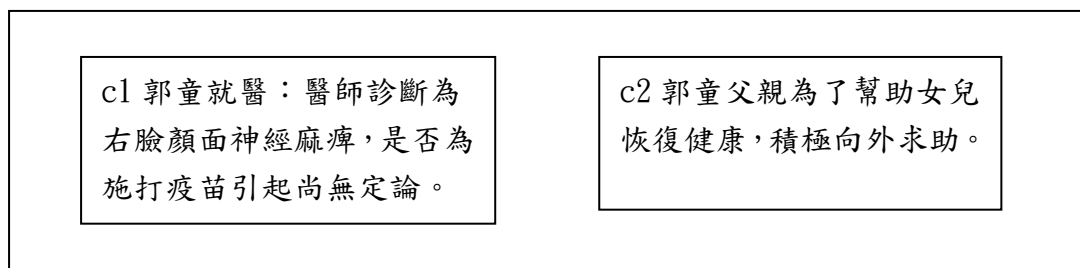 c1 郭童就醫：醫師診斷為
右臉顏面神經麻痺，是否為
施打疫苗引起尚無定論。
c2 郭童父親為了幫助女兒
恢復健康，積極向外求助。